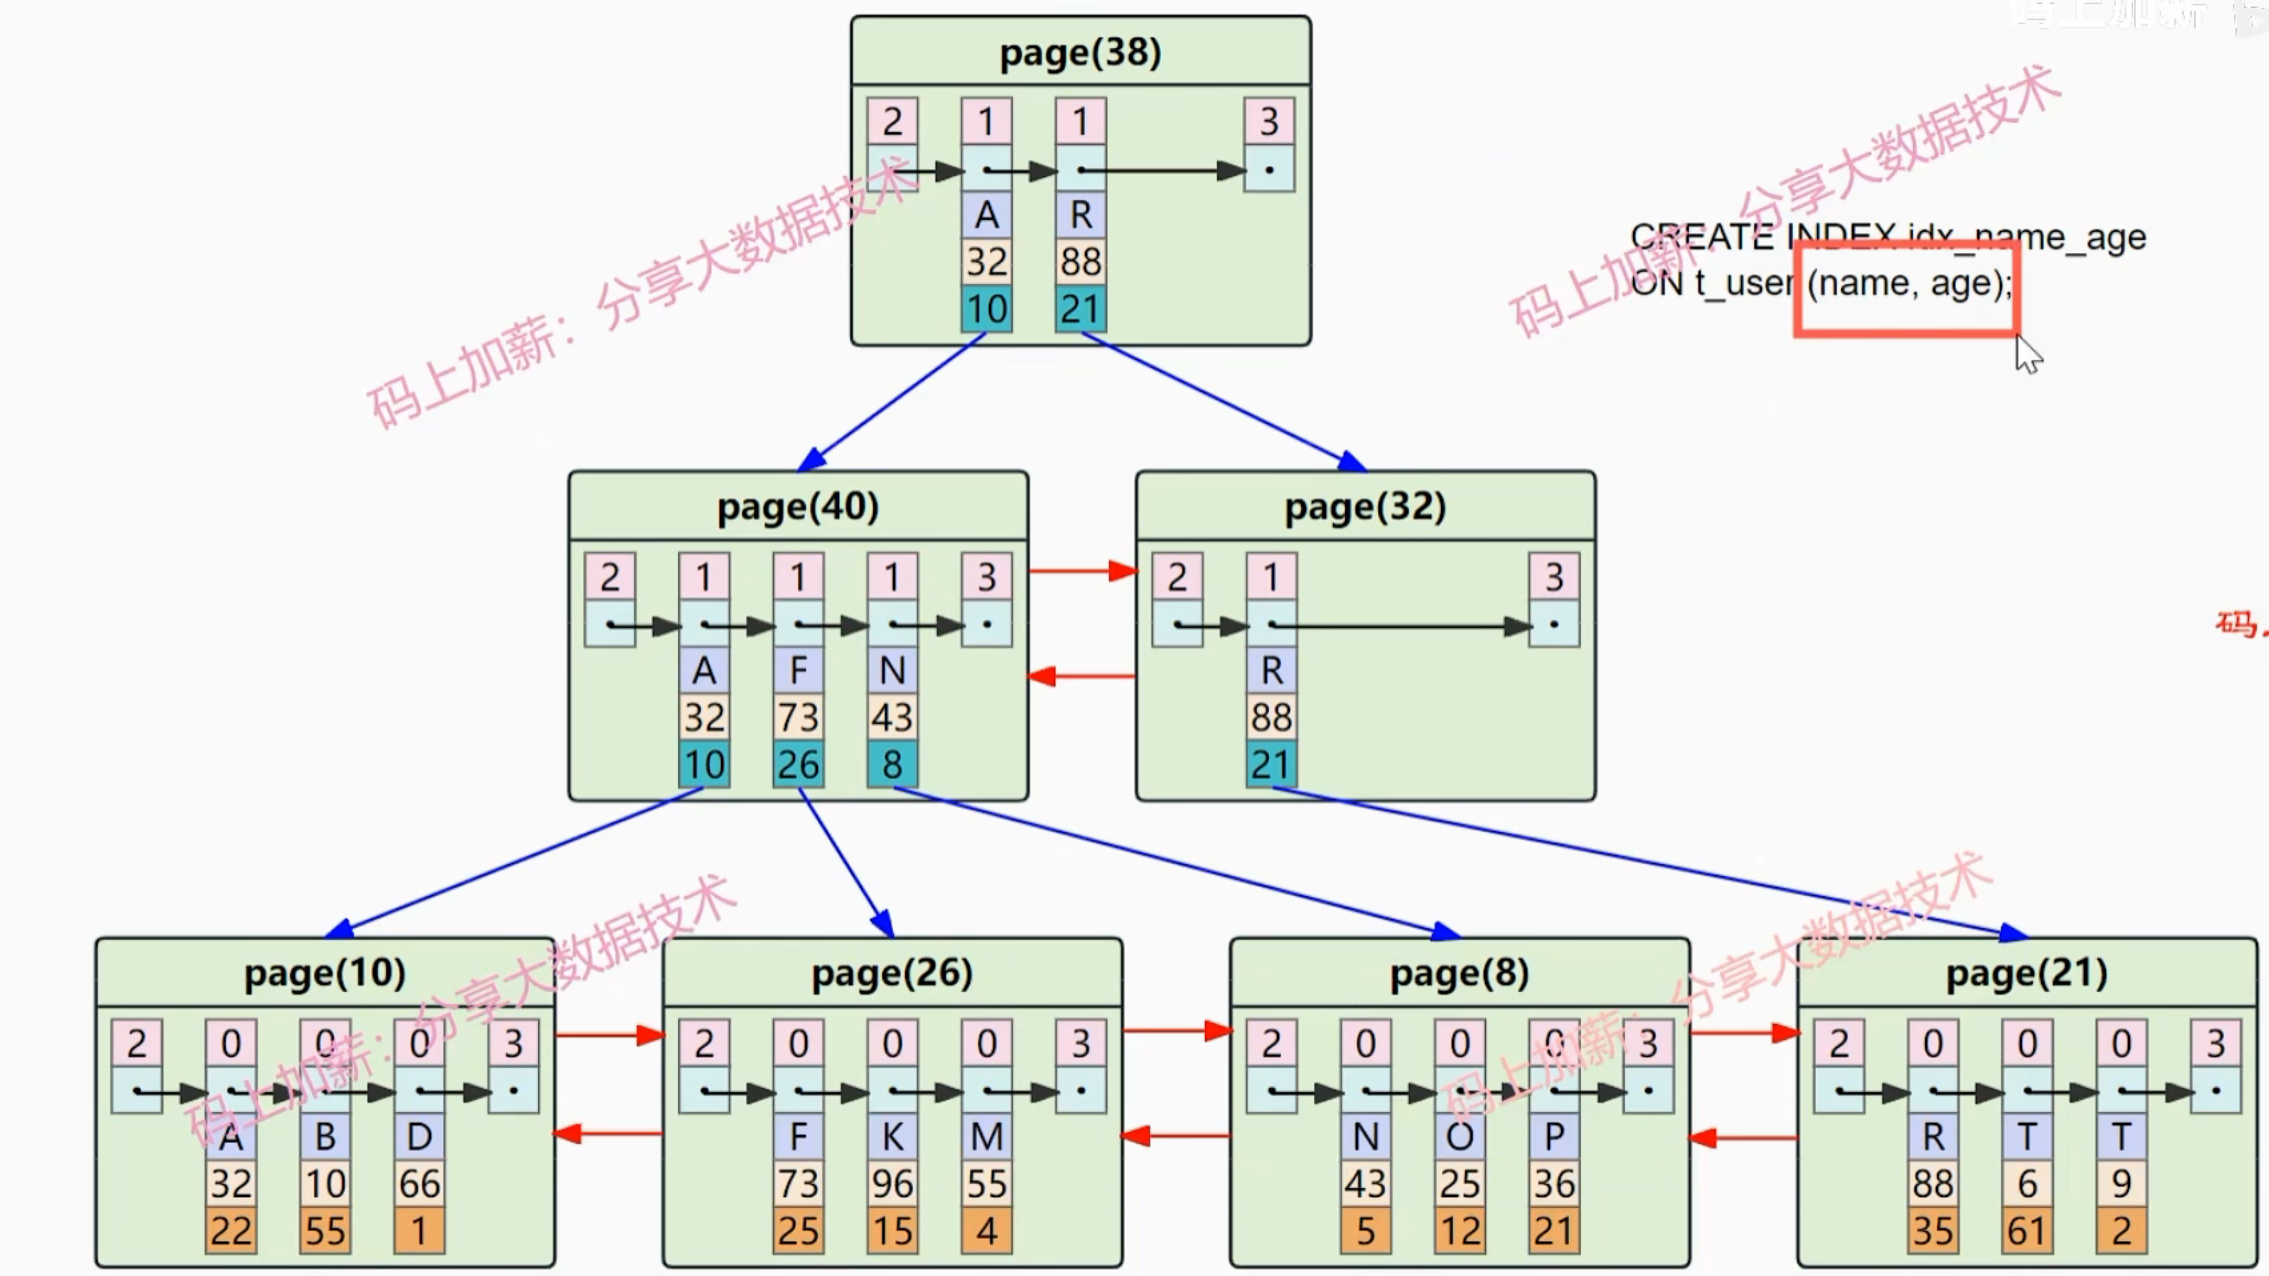 码上加薪
page(38)
2 1 1 3
A R
32 88
10 21
CREATE INDEX idx_name_age
ON t_user (name, age);
码上加薪：分享大数据技术
码上加薪：分享大数据技术
page(40)
2 1 1 1 3
A F N
32 73 43
10 26 8
page(32)
2 1 3
R
88
21
码
page(10)
2 0 0 0 3
A B D
32 10 66
22 55 1
page(26)
2 0 0 0 3
F K M
73 96 55
25 15 4
page(8)
2 0 0 0 3
N O P
43 25 36
5 12 21
page(21)
2 0 0 0 3
R T T
88 6 9
35 61 2
码上加薪：分享大数据技术
码上加薪：分享大数据技术